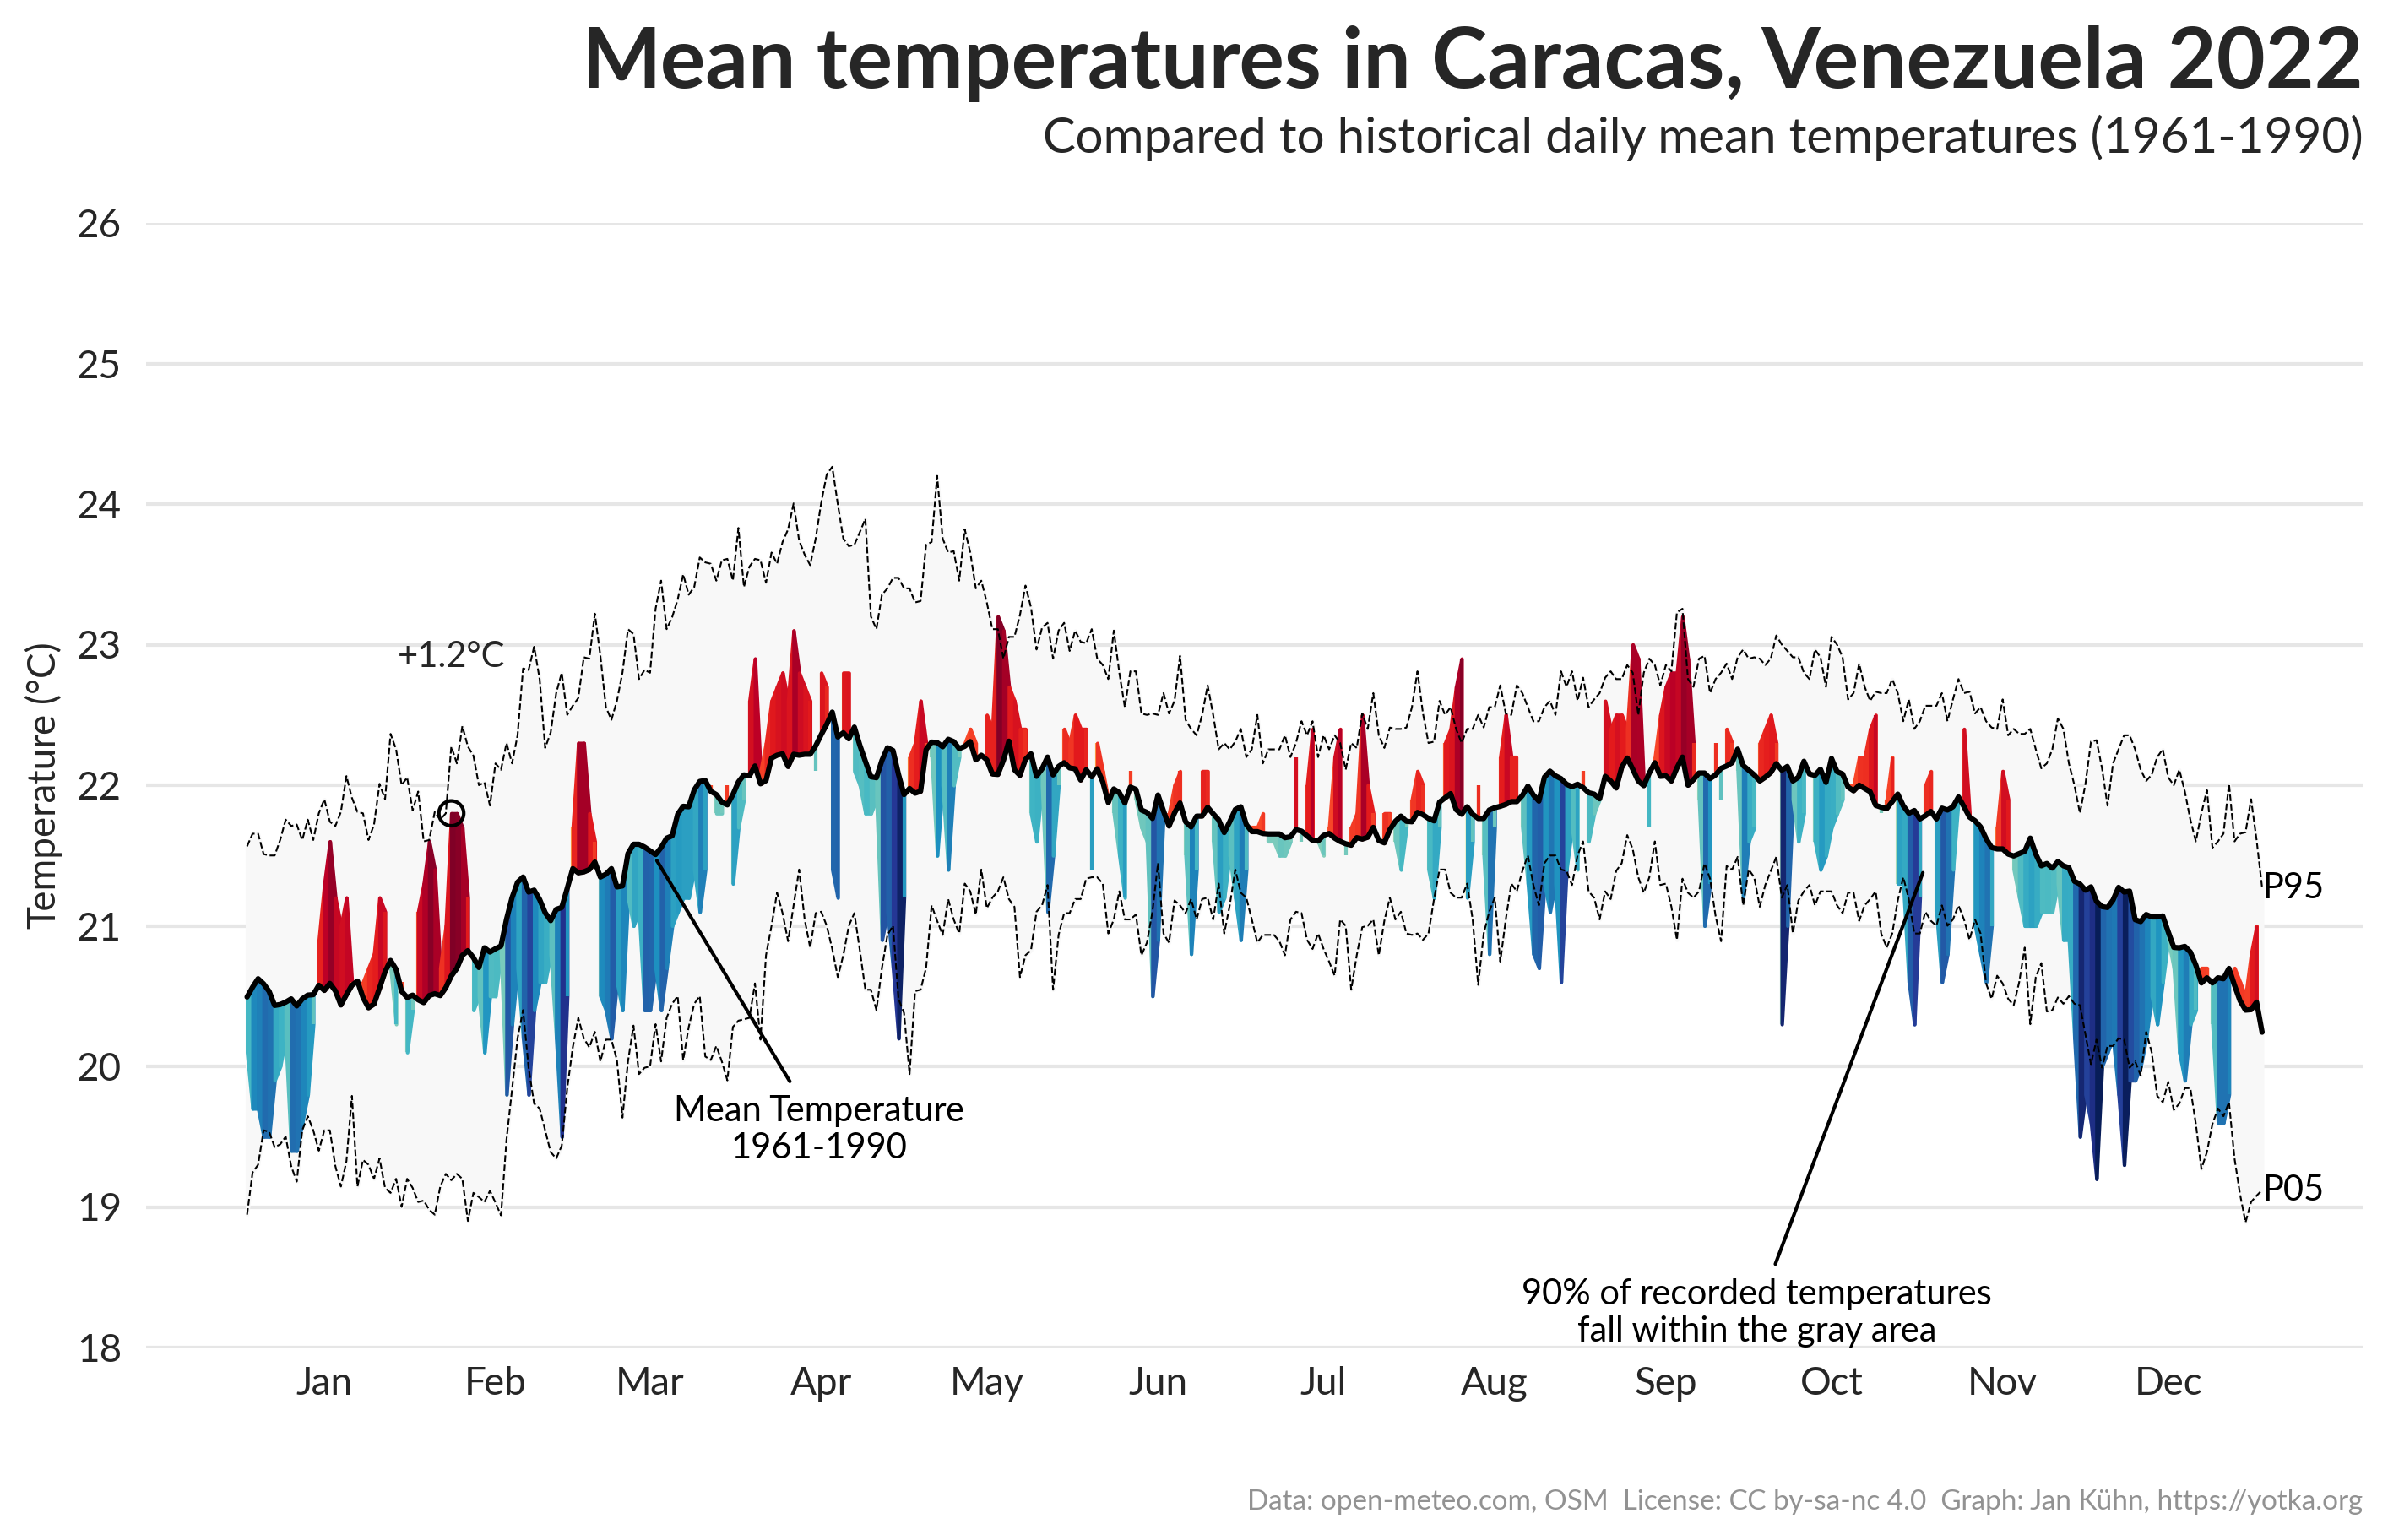 Mean temperatures in Caracas, Venezuela 2022
Compared to historical daily mean temperatures (1961-1990)
26
25
24
23
22
21
20
19
18
Temperature (°C)
+1.2°C
P95
Mean Temperature
1961-1990
P05
90% of recorded temperatures
fall within the gray area
Jan Feb Mar Apr May Jun Jul Aug Sep Oct Nov Dec
Data: open-meteo.com, OSM License: CC by-sa-nc 4.0 Graph: Jan Kühn, https://yotka.org